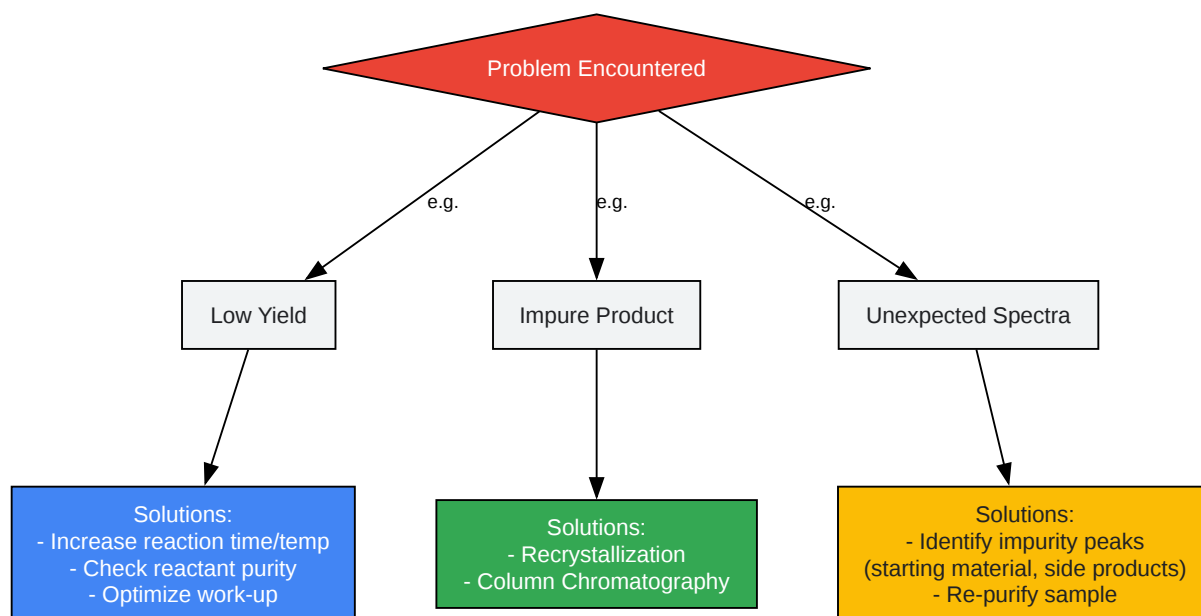 Problem Encountered
e.g.
e.g.
e.g.
Low Yield
Impure Product
Unexpected Spectra
Solutions:
- Increase reaction time/temp
- Check reactant purity
- Optimize work-up
Solutions:
- Recrystallization
- Column Chromatography
Solutions:
- Identify impurity peaks
(starting material, side products)
- Re-purify sample